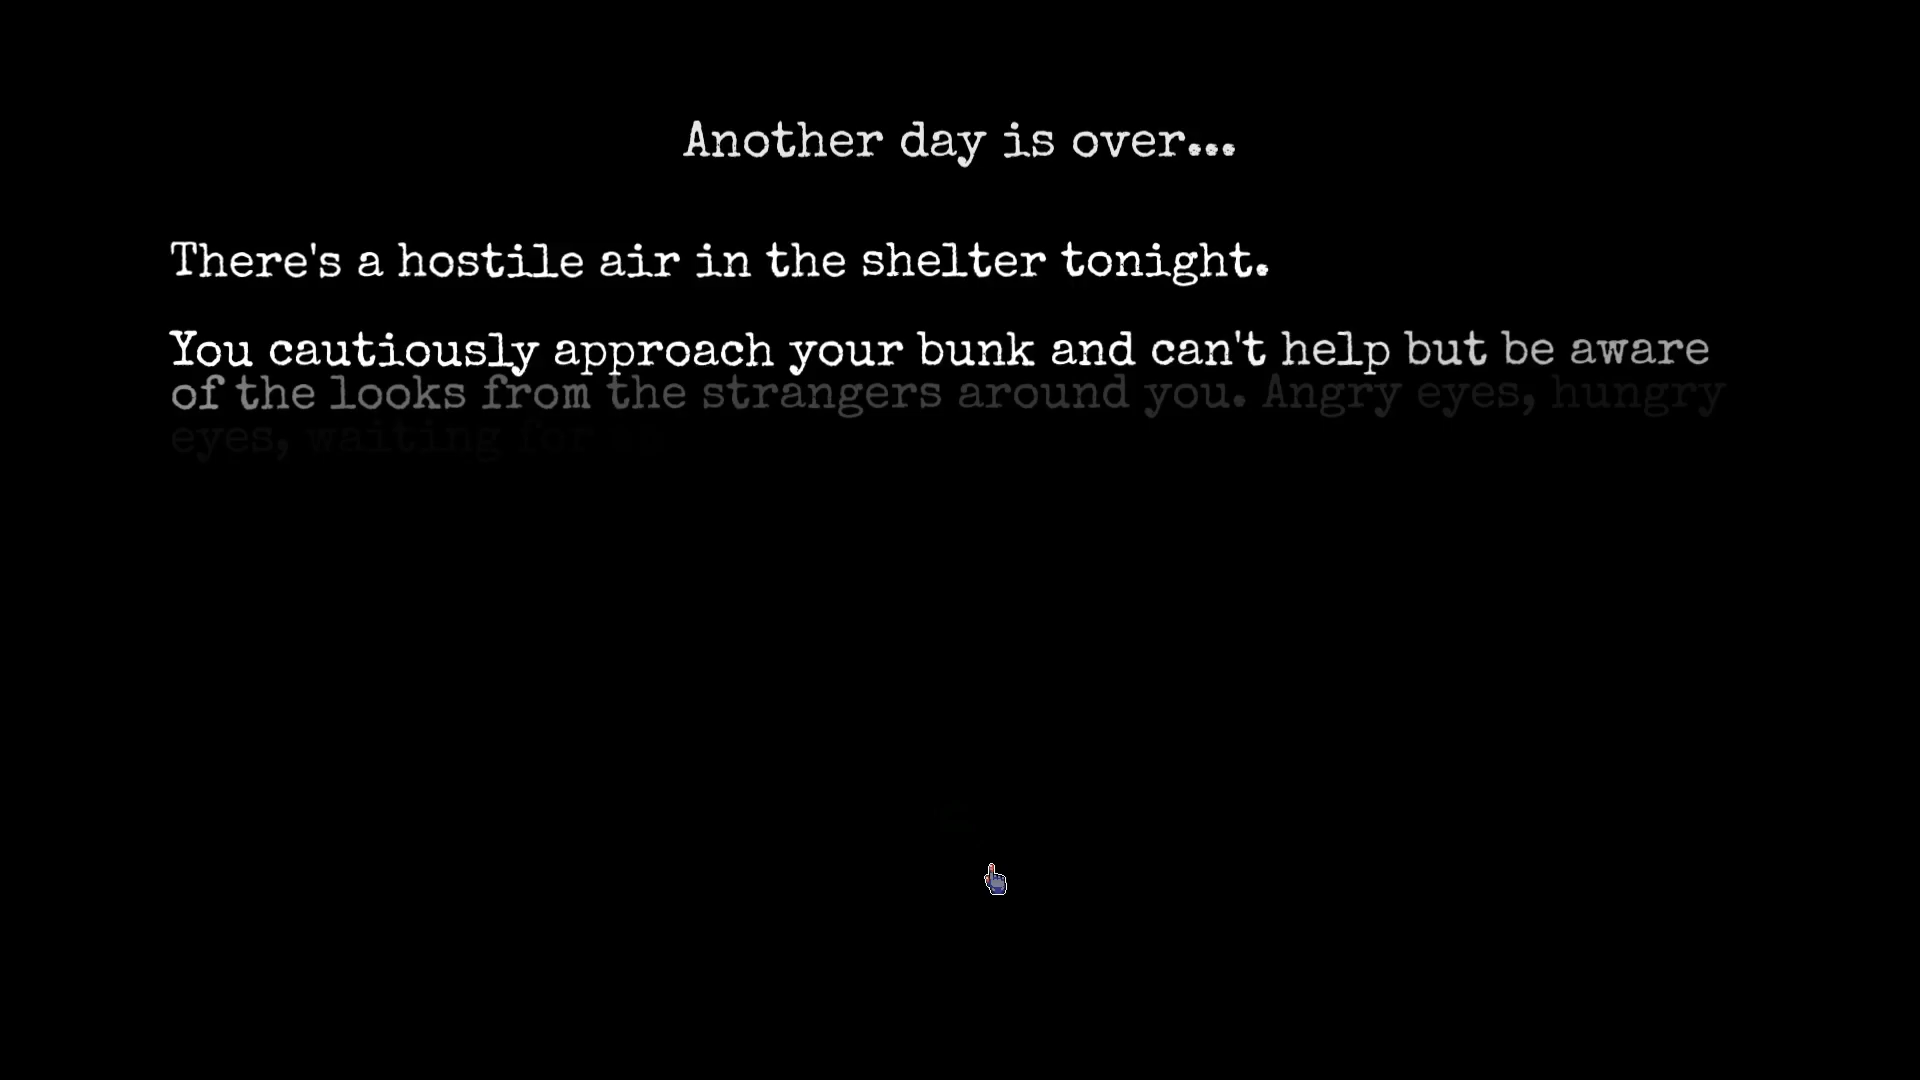 Another day is over...
There's a hostile air in the shelter tonight.
You cautiously approach your bunk and can't help but be aware
of the looks from the strangers around you. Angry eyes, hungry
eyes, waiting for